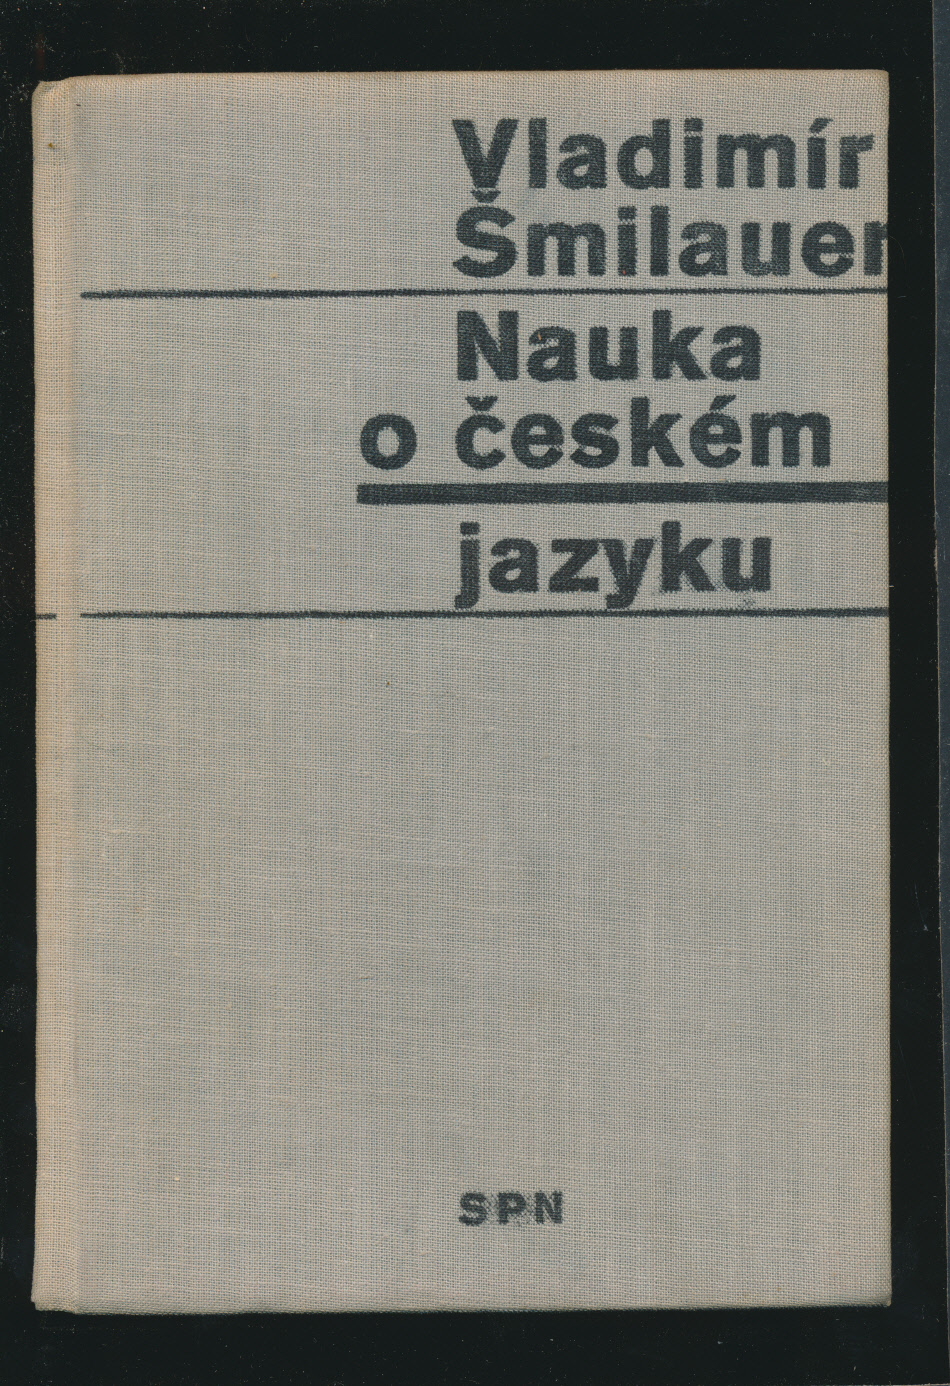 Vladimír
Šmilauer
Nauka
o českém
jazyku
SPN